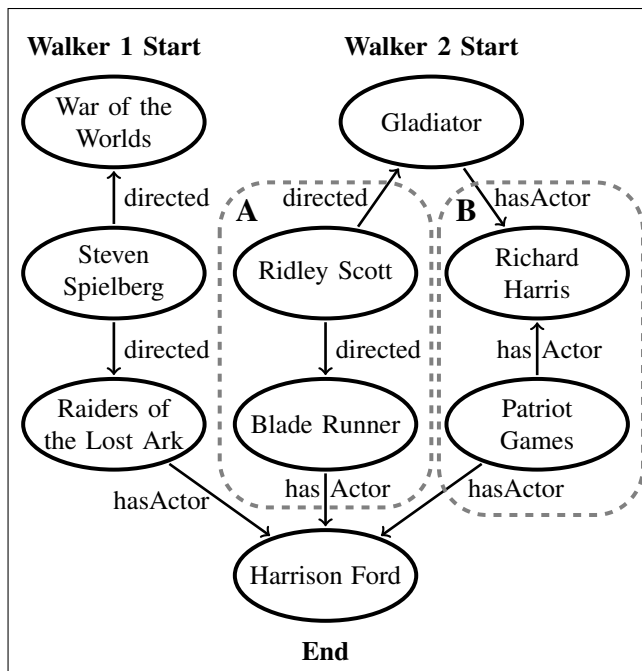 Walker 1 Start
Walker 2 Start
War of the
Worlds
Gladiator
directed
directed
hasActor
A
B
Steven
Spielberg
Ridley Scott
Richard
Harris
directed
directed
has Actor
Raiders of
the Lost Ark
Blade Runner
Patriot
Games
hasActor
has Actor
hasActor
Harrison Ford
End